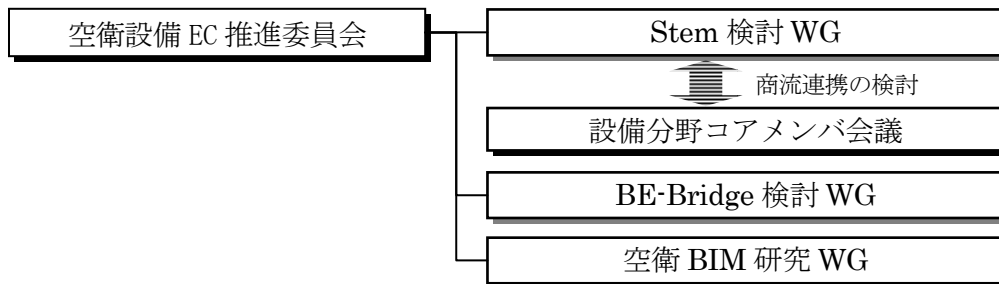 空衛設備 EC 推進委員会
Stem 検討 WG
商流連携の検討
設備分野コアメンバ会議
BE-Bridge 検討 WG
空衛 BIM 研究 WG